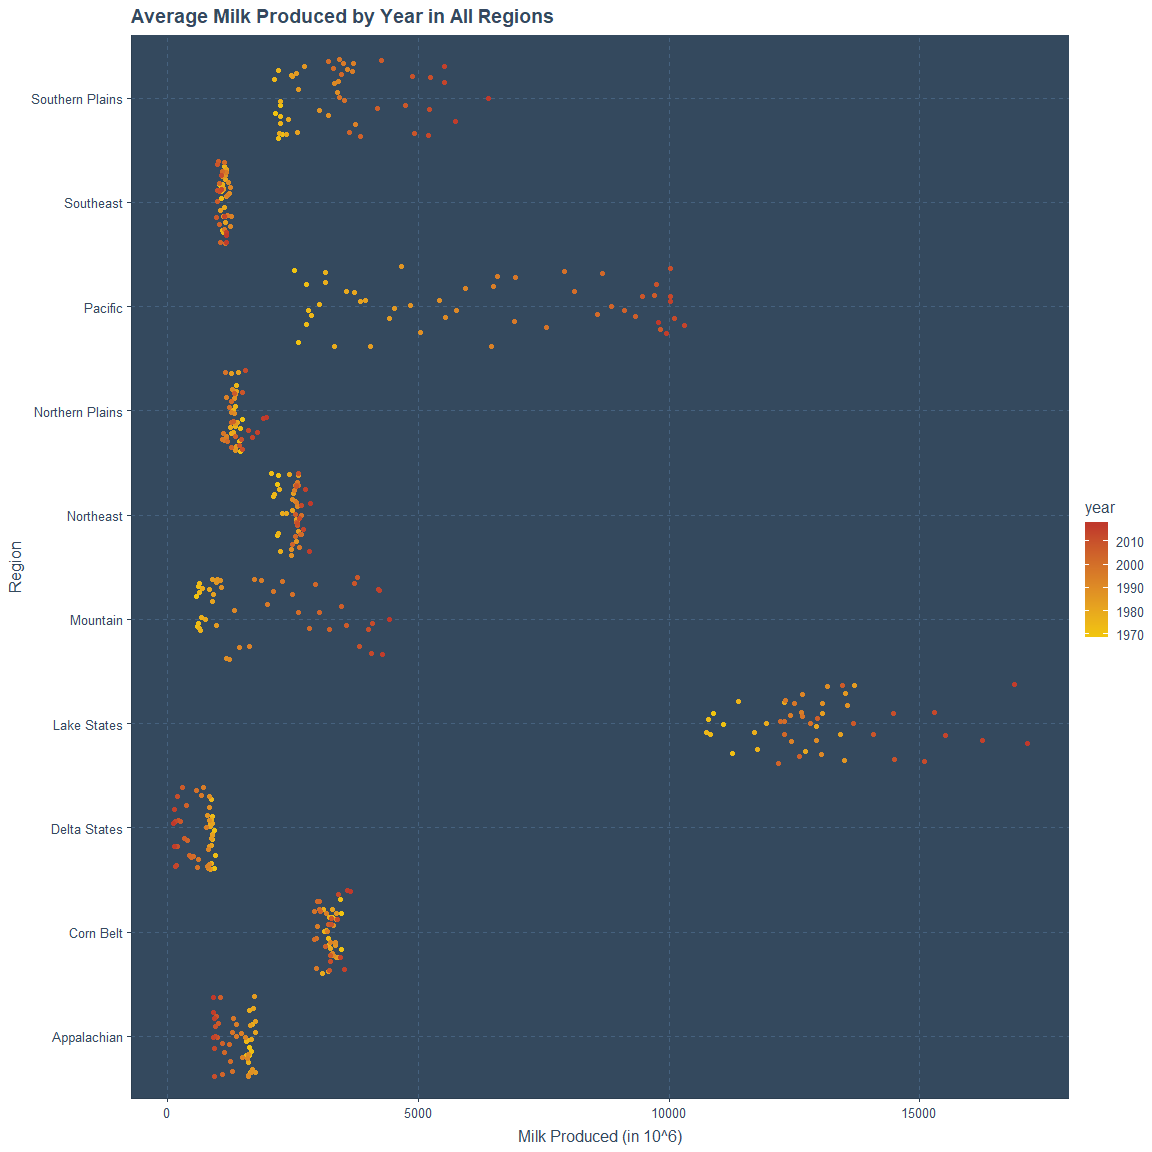 Average Milk Produced by Year in All Regions
Southern Plains
Southeast
Pacific
Northern Plains
Northeast
Mountain
Lake States
Delta States
Corn Belt
Appalachian
Region
0
5000
10000
15000
Milk Produced (in 10^6)
year
2010
2000
1990
1980
1970